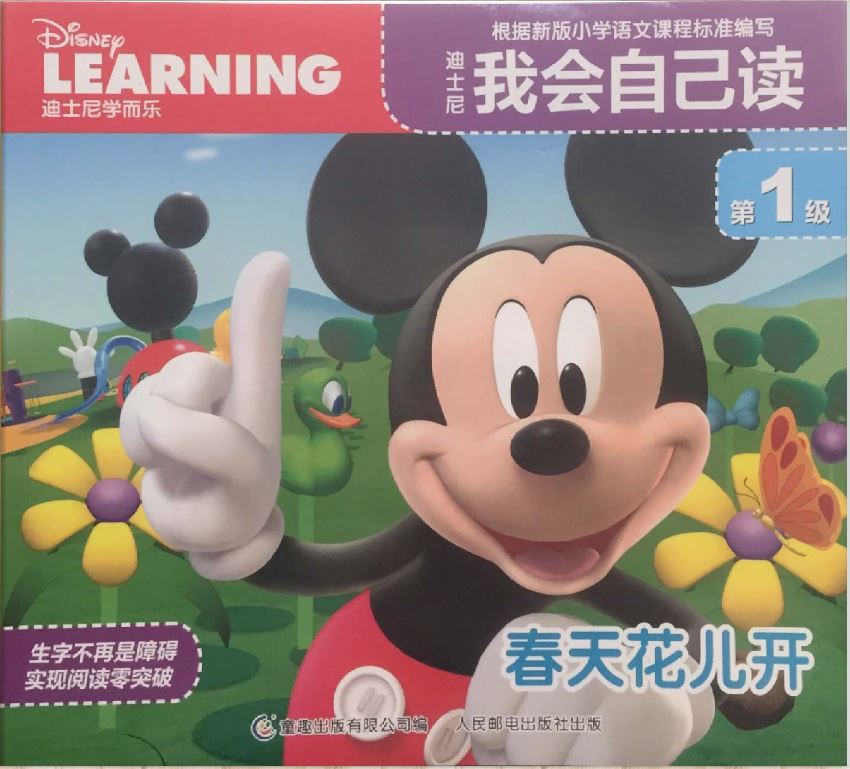 Disney
LEARNING
迪士尼学而乐
根据新版小学语文课程标准编写
迪士尼
我会自己读
第1级
生字不再是障碍
实现阅读零突破
春天花儿开
童趣出版有限公司编 人民邮电出版社出版